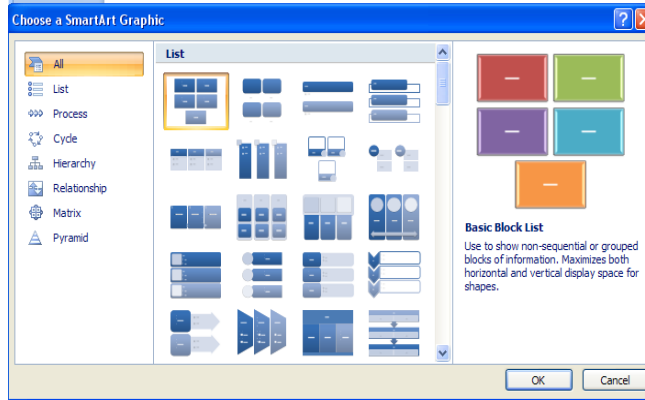 Choose a SmartArt Graphic
All
List
Process
Cycle
Hierarchy
Relationship
Matrix
Pyramid
List
Basic Block List
Use to show non-sequential or grouped
blocks of information. Maximizes both
horizontal and vertical display space for
shapes.
OK
Cancel